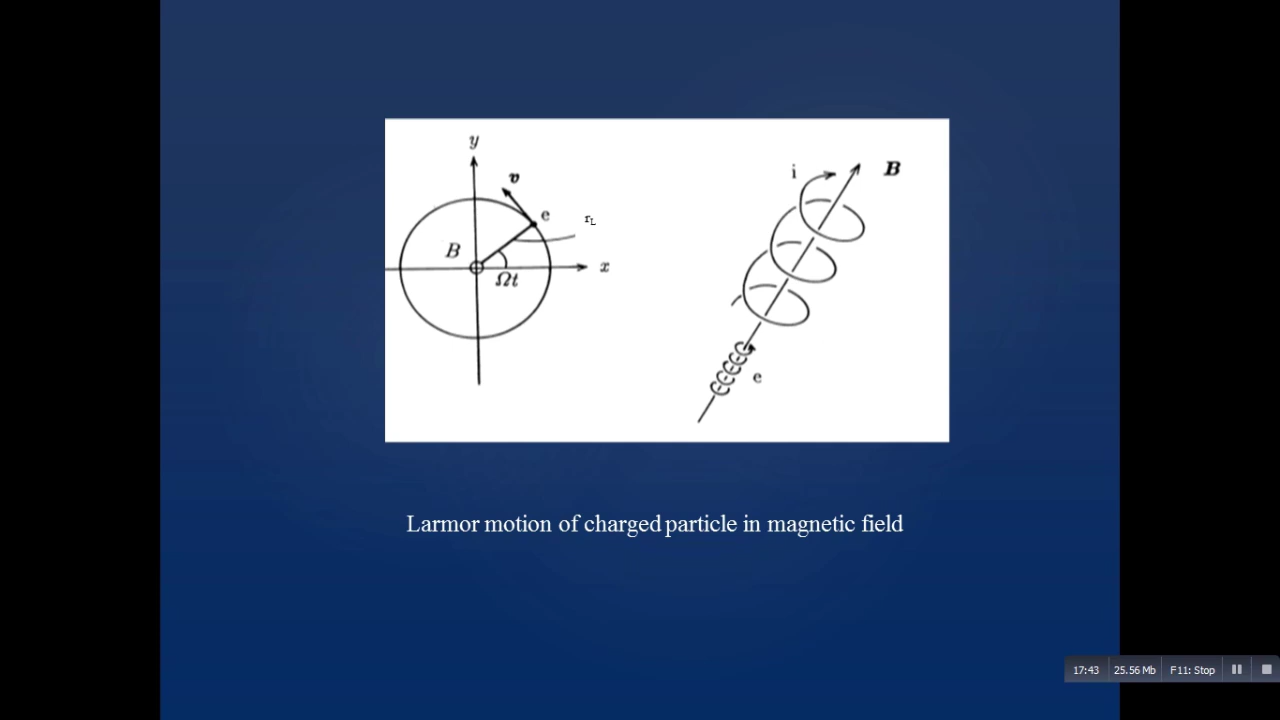 y
v
e
r_L
B
x
Ωt
i
B
e
Larmor motion of charged particle in magnetic field
17:43 25.56 Mb F11: Stop